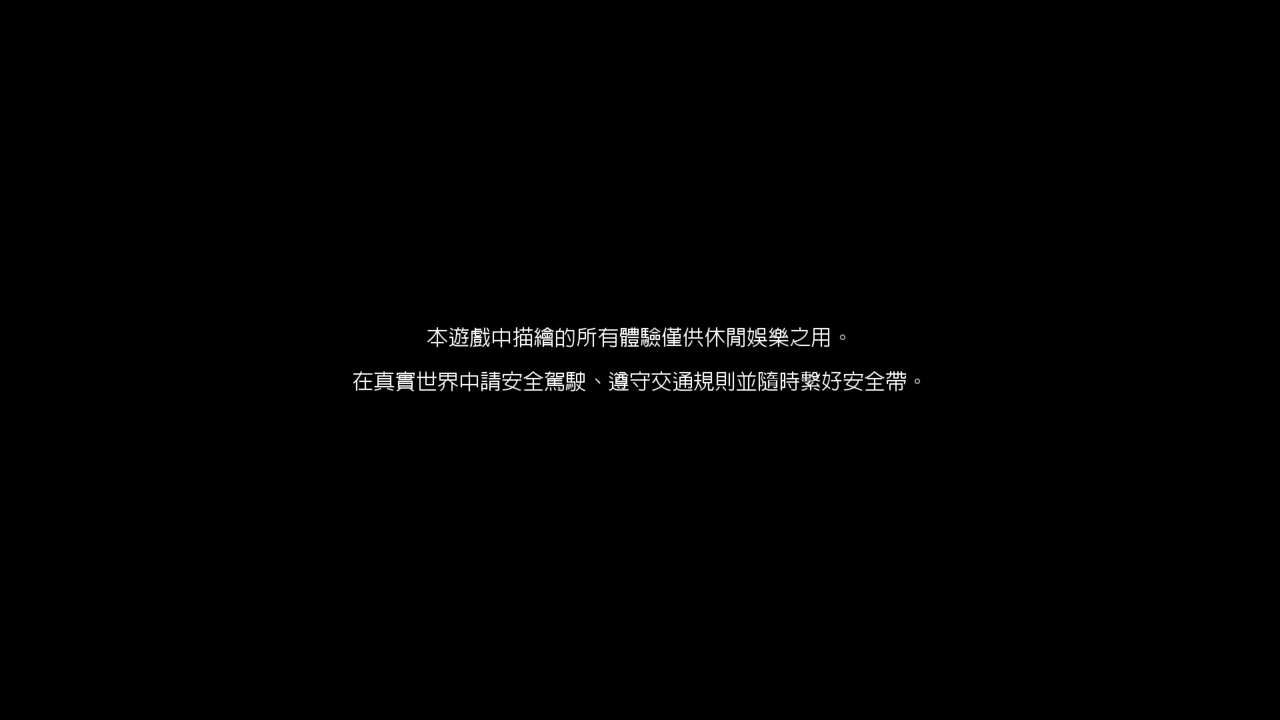 本遊戲中描繪的所有體驗僅供休閒娛樂之用。
在真實世界中請安全駕駛、遵守交通規則並隨時繫好安全帶。